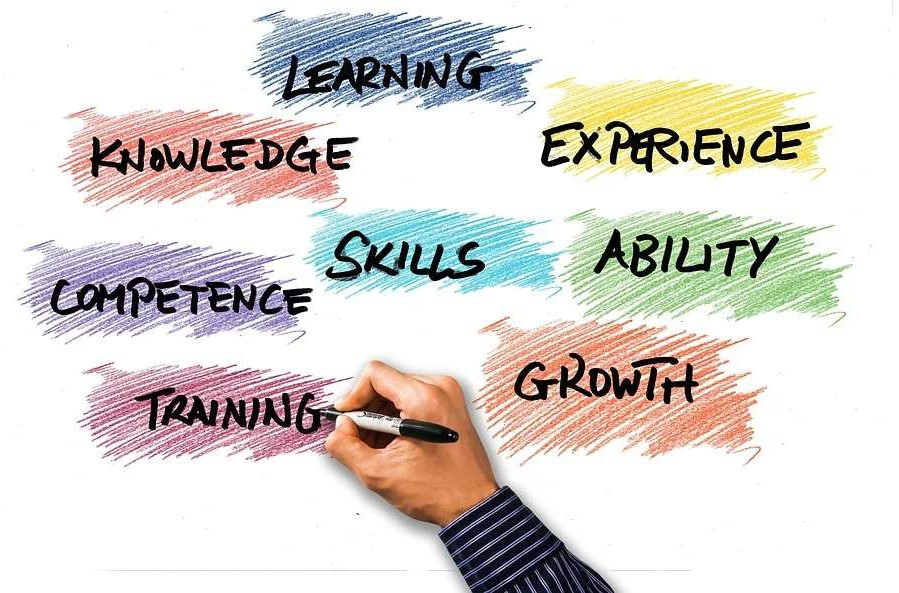 LEARNING
KNOWLEDGE
EXPERIENCE
SKILLS
ABILITY
COMPETENCE
GROWTH
TRAINING